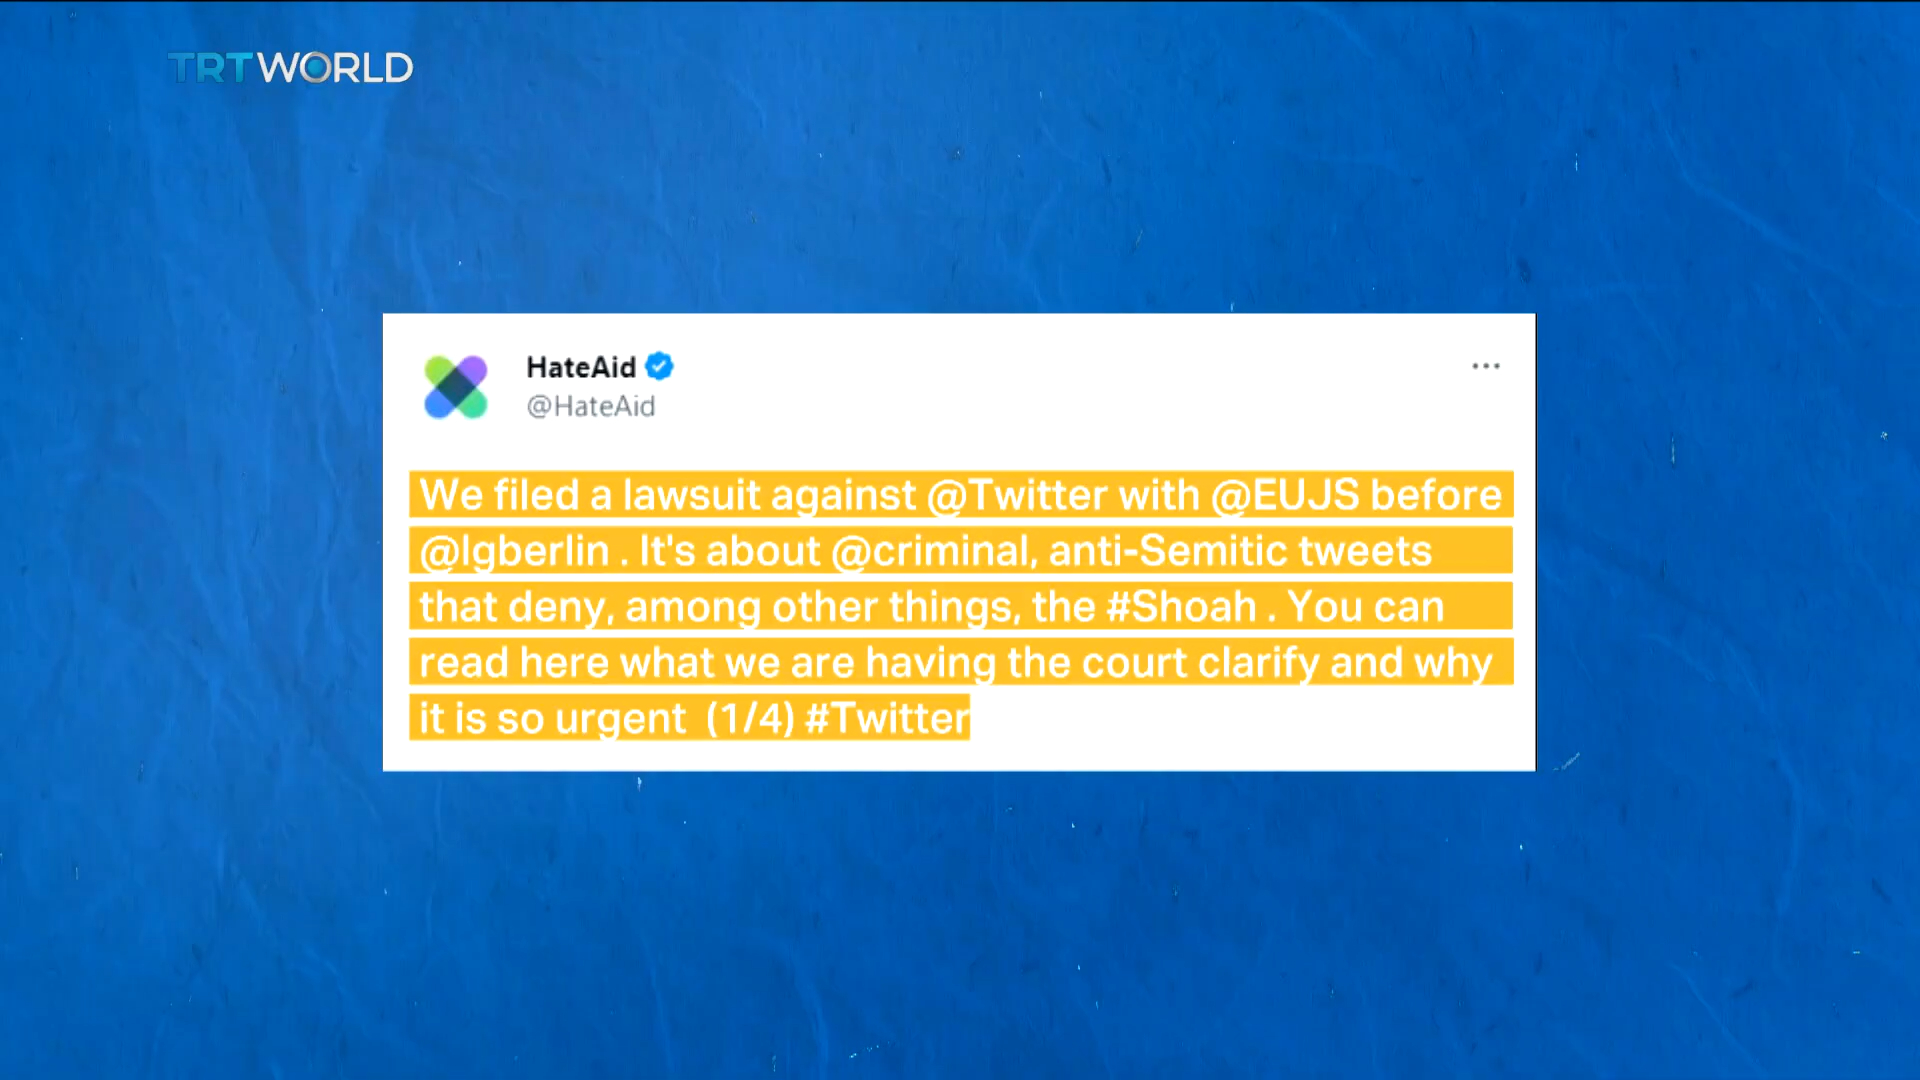 TRT WORLD
HateAid
@HateAid
We filed a lawsuit against @Twitter with @EUJS before
@lgberlin . It's about @criminal, anti-Semitic tweets
that deny, among other things, the #Shoah . You can
read here what we are having the court clarify and why
it is so urgent (1/4) #Twitter